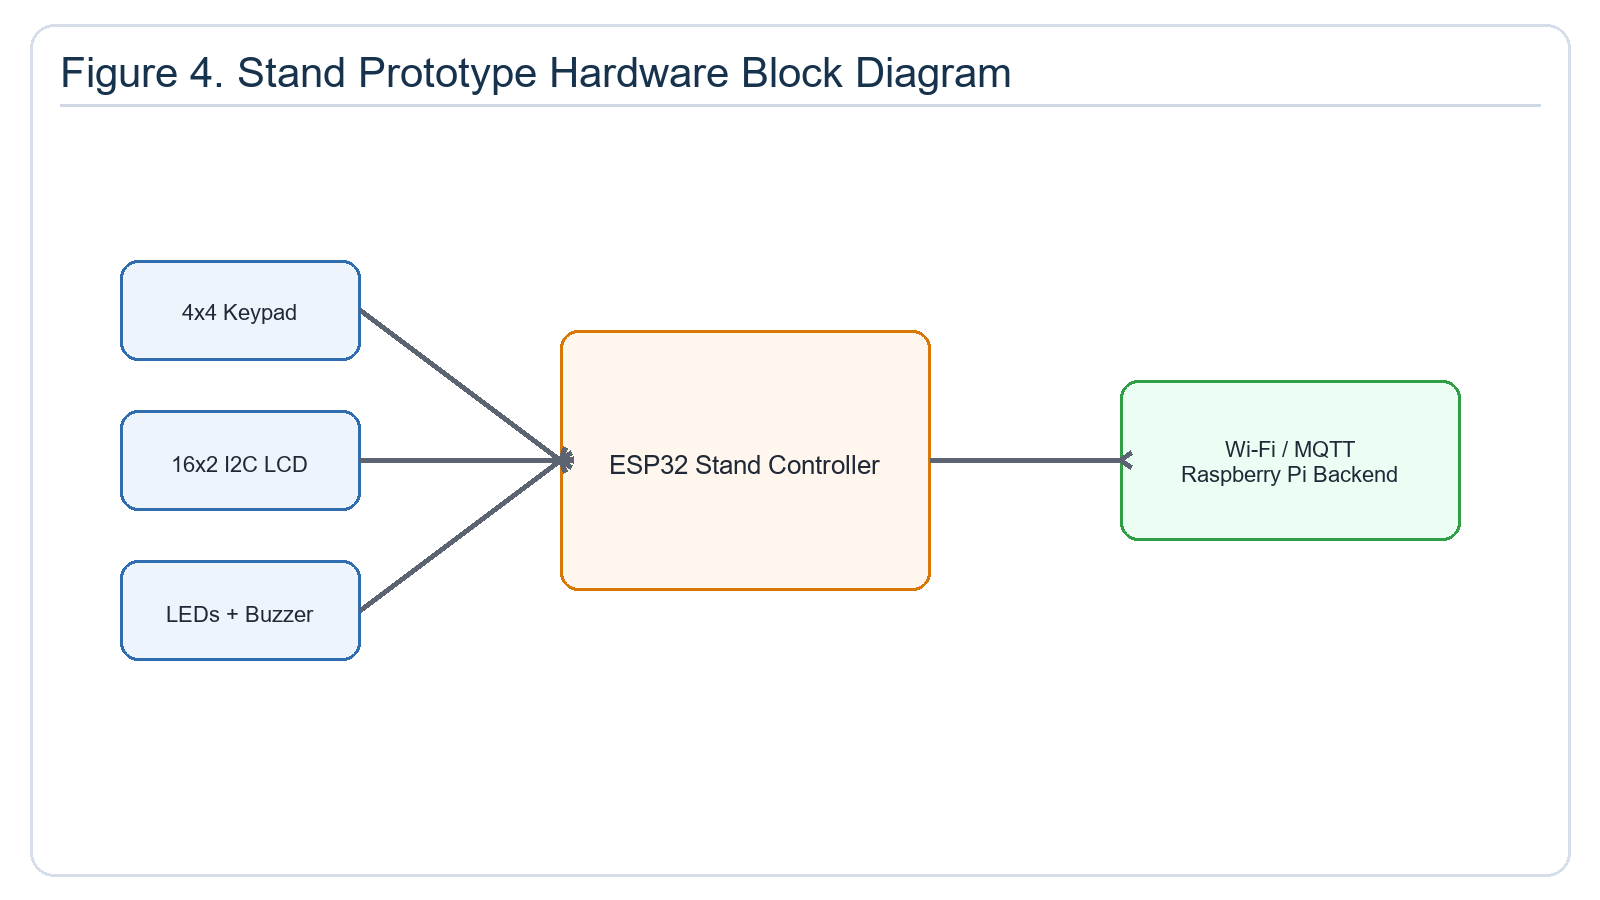 Figure 4. Stand Prototype Hardware Block Diagram
4x4 Keypad
16x2 I2C LCD
LEDs + Buzzer
ESP32 Stand Controller
Wi-Fi / MQTT
Raspberry Pi Backend